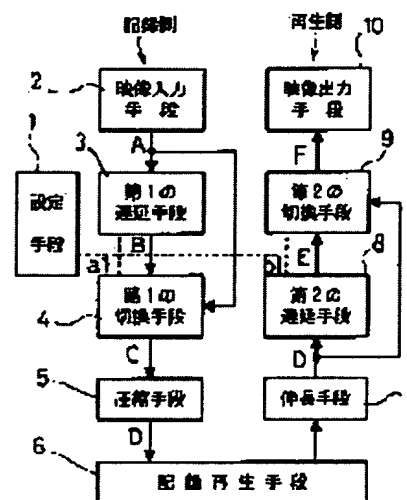 記録側
再生側
10
2
映像入力
手段
映像出力
手段
1
A
F
9
3
設定
手段
第1の
遅延手段
第2の
切換手段
B
E
8
a
b
4
第1の
切換手段
第2の
遅延手段
C
D
5
圧縮手段
伸長手段
D
6
記録再生手段